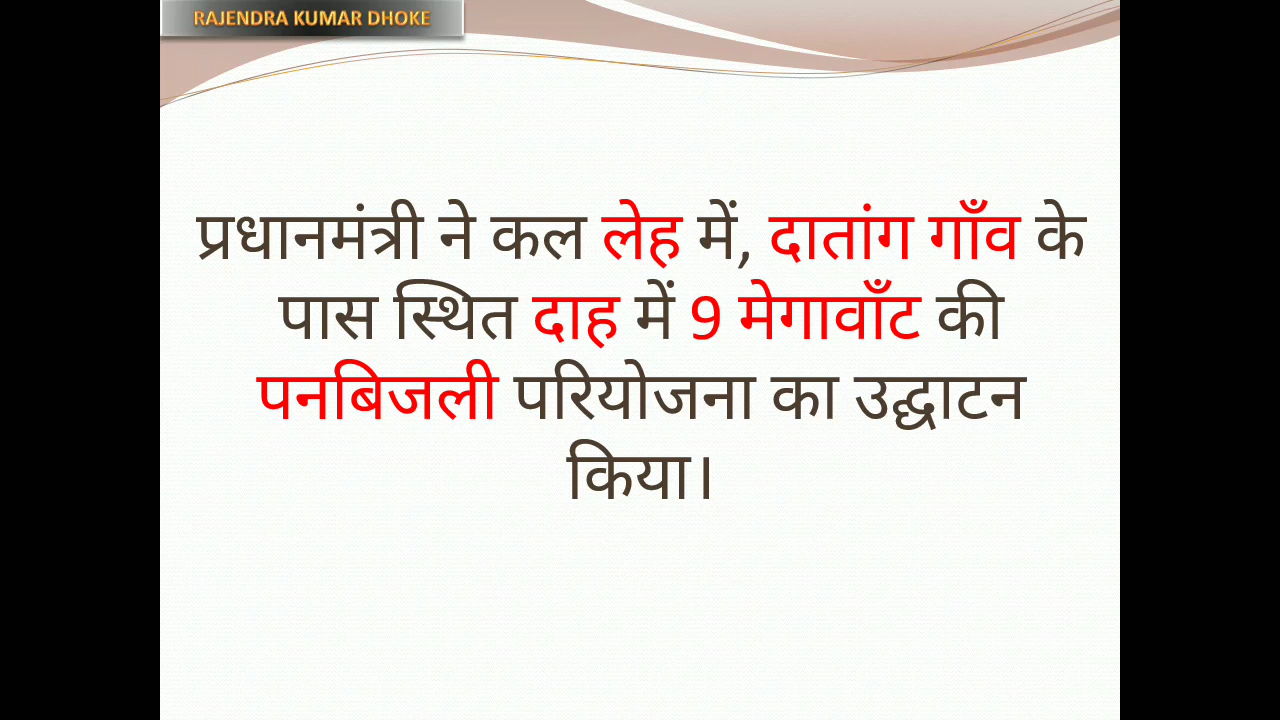 RAJENDRA KUMAR DHOKE
प्रधानमंत्री ने कल लेह में, दातांग गाँव के
पास स्थित दाह में 9 मेगावाँट की
पनबिजली परियोजना का उद्घाटन
किया।